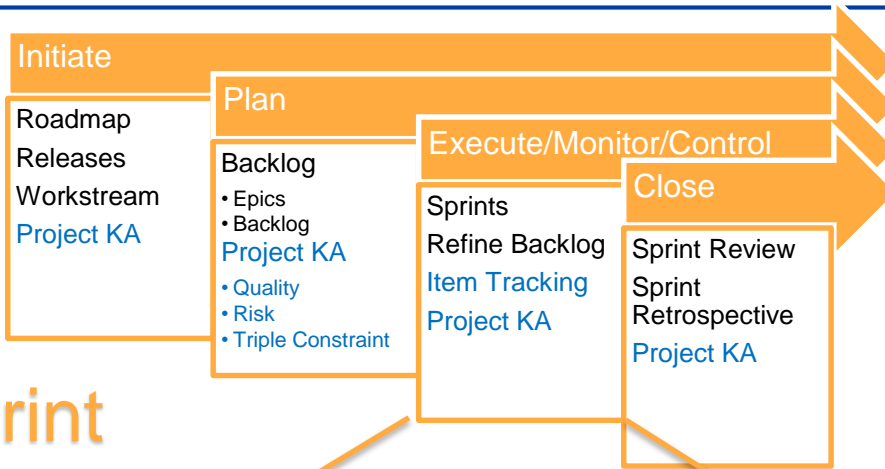 Initiate
Roadmap
Releases
Workstream
Project KA
Plan
Backlog
• Epics
• Backlog
Project KA
• Quality
• Risk
• Triple Constraint
Execute/Monitor/Control
Sprints
Refine Backlog
Item Tracking
Project KA
Close
Sprint Review
Sprint
Retrospective
Project KA
rint